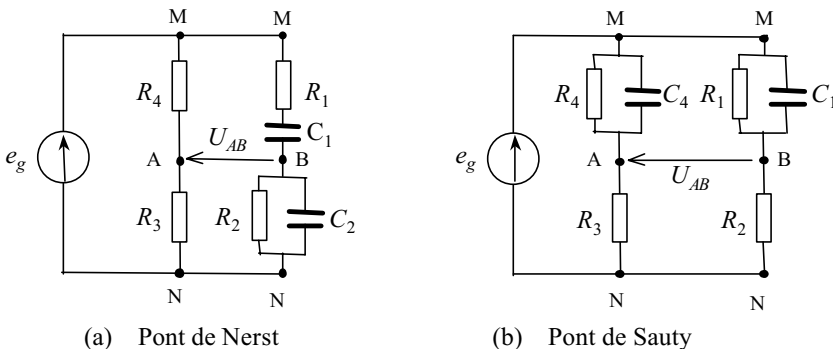 M M
R4 R1
C1
eg A UAB B
R3 R2 C2
N N
(a) Pont de Nerst
M M
R4 C4 R1 C1
eg A B
UAB
R3 R2
N N
(b) Pont de Sauty